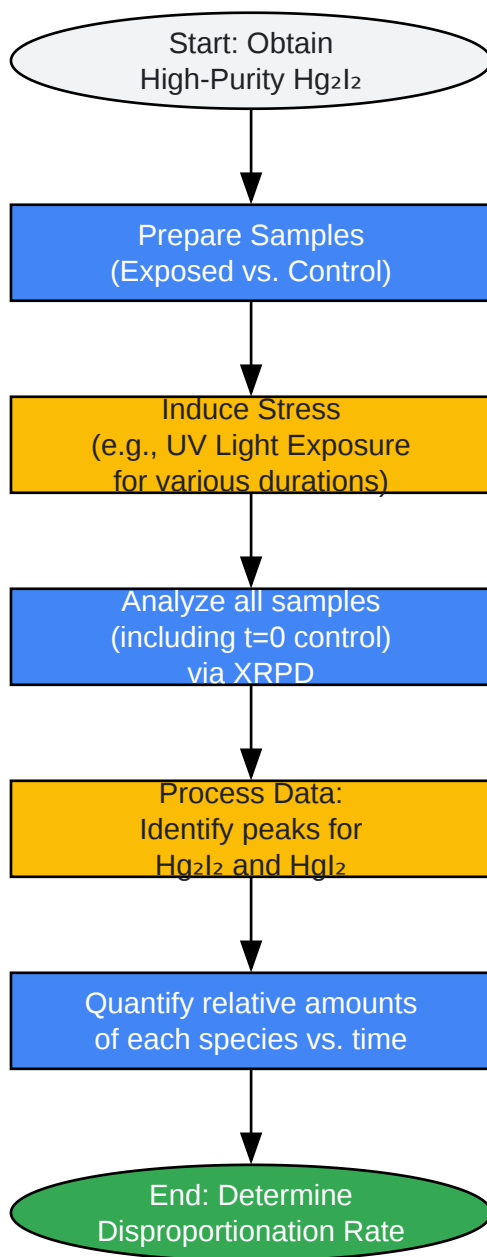 Start: Obtain
High-Purity Hg₂I₂
Prepare Samples
(Exposed vs. Control)
Induce Stress
(e.g., UV Light Exposure
for various durations)
Analyze all samples
(including t=0 control)
via XRPD
Process Data:
Identify peaks for
Hg₂I₂ and HgI₂
Quantify relative amounts
of each species vs. time
End: Determine
Disproportionation Rate